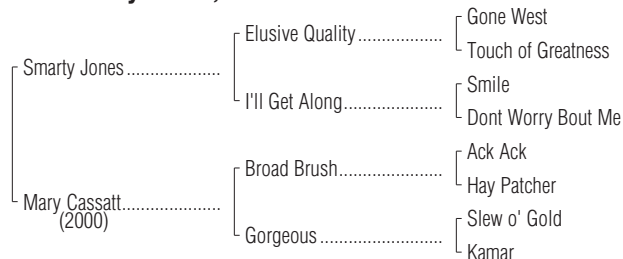 Gone West
Elusive Quality
Touch of Greatness
Smarty Jones
Smile
I'll Get Along
Dont Worry Bout Me
Ack Ack
Broad Brush
Hay Patcher
Mary Cassatt
(2000)
Slew o' Gold
Gorgeous
Kamar